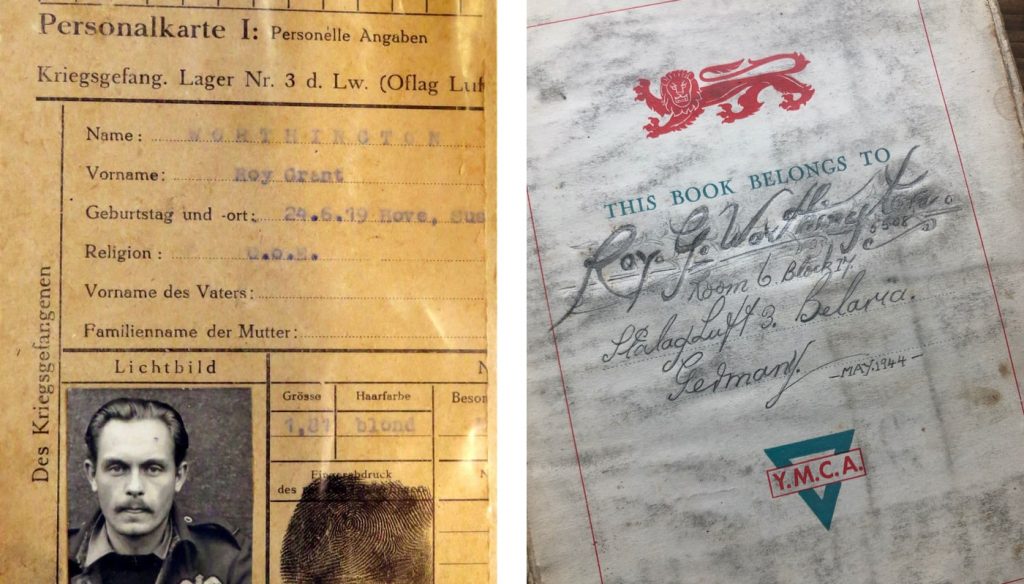 Personalkarte I: Personelle Angaben
Kriegsgefang. Lager Nr. 3 d. Lw. (Oflag Luf
Des Kriegsgefangenen
Name: WORTHINGTON
Vorname: Roy Grant
Geburtstag und -ort: 24.6.19 Hove, Sus
Religion: C.o.E.
Vorname des Vaters:
Familienname der Mutter:
Lichtbild
N
Grösse Haarfarbe Beson
1,81 blond
Fingerabdruck
des
THIS BOOK BELONGS TO
Roy. G. Worthington.
Room 6. Block 17.
Stalag Luft 3. Belaria.
Germany. —MAY.1944—
Y.M.C.A.